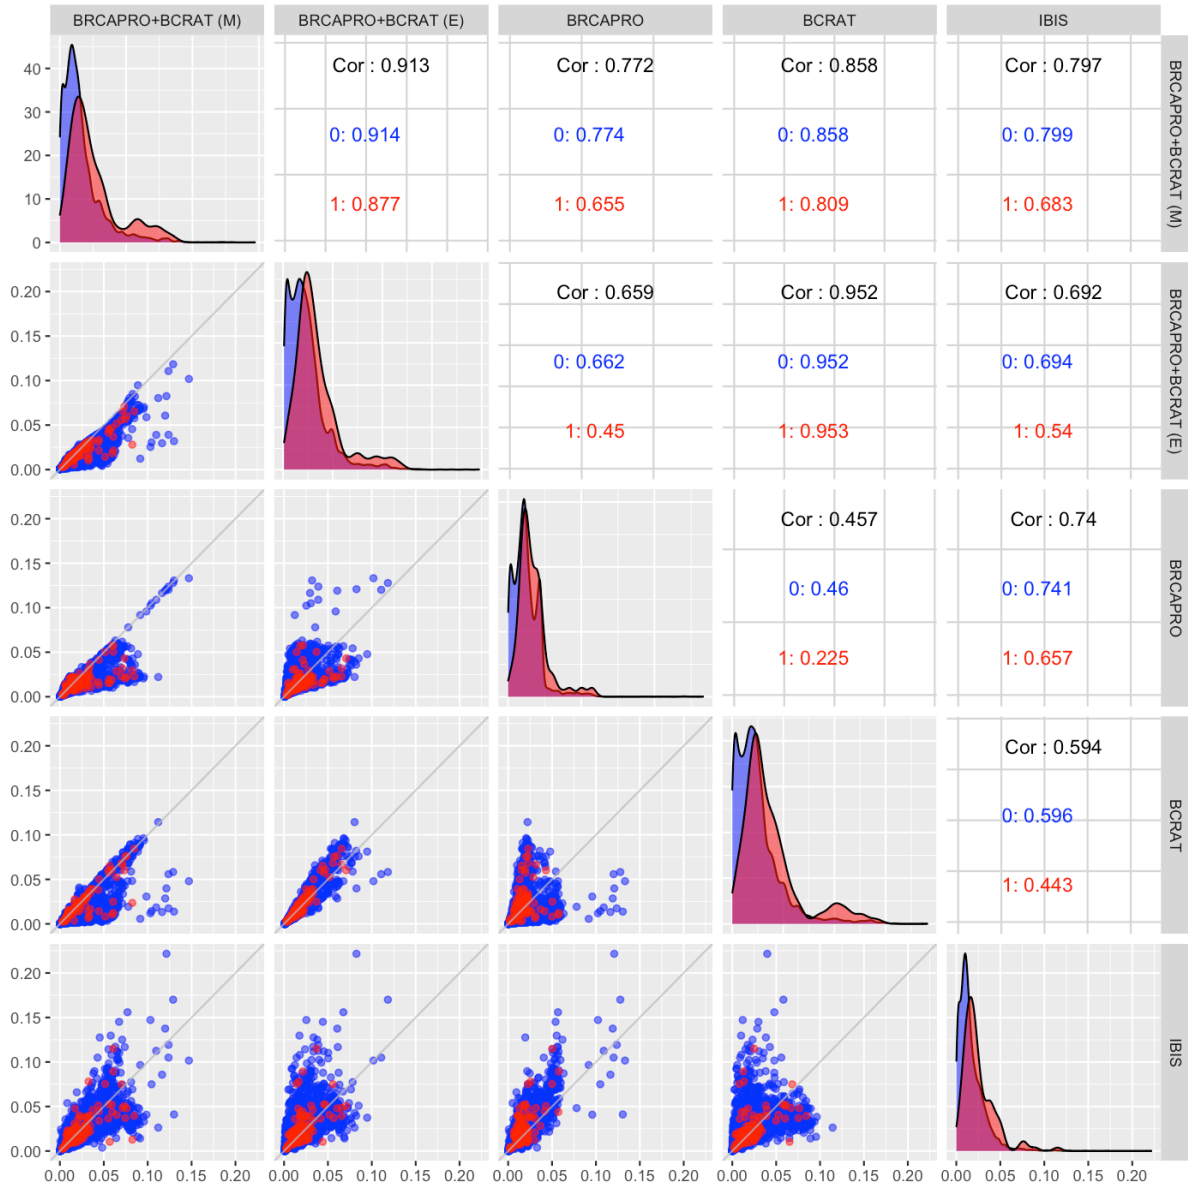 BRCAPRO+BCRAT (M) BRCAPRO+BCRAT (E) BRCAPRO BCRAT IBIS
40
30
20
10
0
Cor : 0.913 Cor : 0.772 Cor : 0.858 Cor : 0.797
0: 0.914 0: 0.774 0: 0.858 0: 0.799
1: 0.877 1: 0.655 1: 0.809 1: 0.683
BRCAPRO+BCRAT (M)
0.20
0.15
0.10
0.05
0.00
Cor : 0.659 Cor : 0.952 Cor : 0.692
0: 0.662 0: 0.952 0: 0.694
1: 0.45 1: 0.953 1: 0.54
BRCAPRO+BCRAT (E)
0.20
0.15
0.10
0.05
0.00
Cor : 0.457 Cor : 0.74
0: 0.46 0: 0.741
1: 0.225 1: 0.657
BRCAPRO
0.20
0.15
0.10
0.05
0.00
Cor : 0.594
0: 0.596
1: 0.443
BCRAT
0.20
0.15
0.10
0.05
0.00
IBIS
0.00 0.05 0.10 0.15 0.20 0.00 0.05 0.10 0.15 0.20 0.00 0.05 0.10 0.15 0.20 0.00 0.05 0.10 0.15 0.20 0.00 0.05 0.10 0.15 0.20